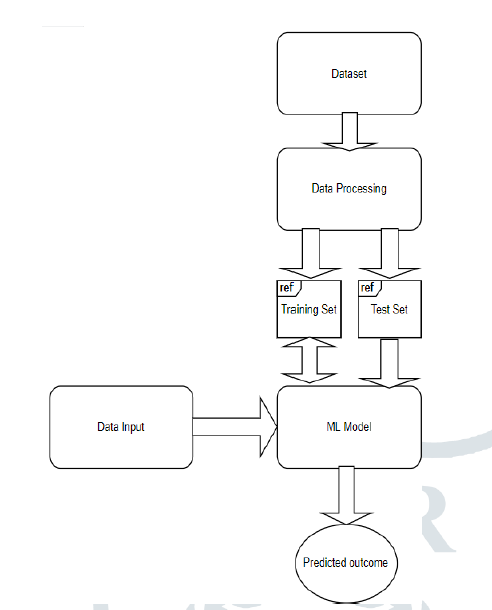 Dataset
Data Processing
ref
Training Set
ref
Test Set
Data Input
ML Model
Predicted outcome